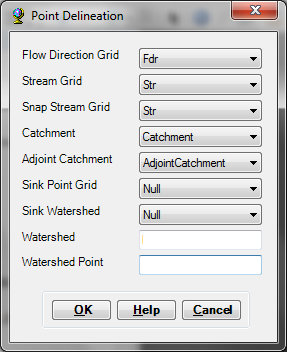 Point Delineation
Flow Direction Grid Fdr
Stream Grid Str
Snap Stream Grid Str
Catchment Catchment
Adjoint Catchment AdjointCatchment
Sink Point Grid Null
Sink Watershed Null
Watershed
Watershed Point
OK Help Cancel